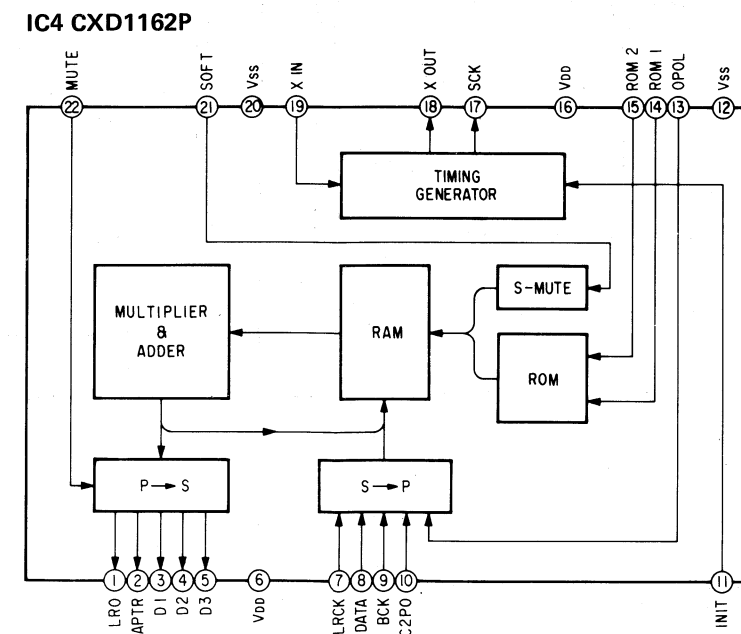 IC4 CXD1162P
MUTE
SOFT
Vss
X IN
X OUT
SCK
VDD
ROM 2
ROM 1
OPOL
Vss
22
21
20
19
18
17
16
15
14
13
12
TIMING
GENERATOR
S-MUTE
MULTIPLIER
&
ADDER
RAM
ROM
P → S
S → P
1
2
3
4
5
6
7
8
9
10
11
LRO
APTR
D1
D2
D3
VDD
LRCK
DATA
BCK
C2PO
INIT